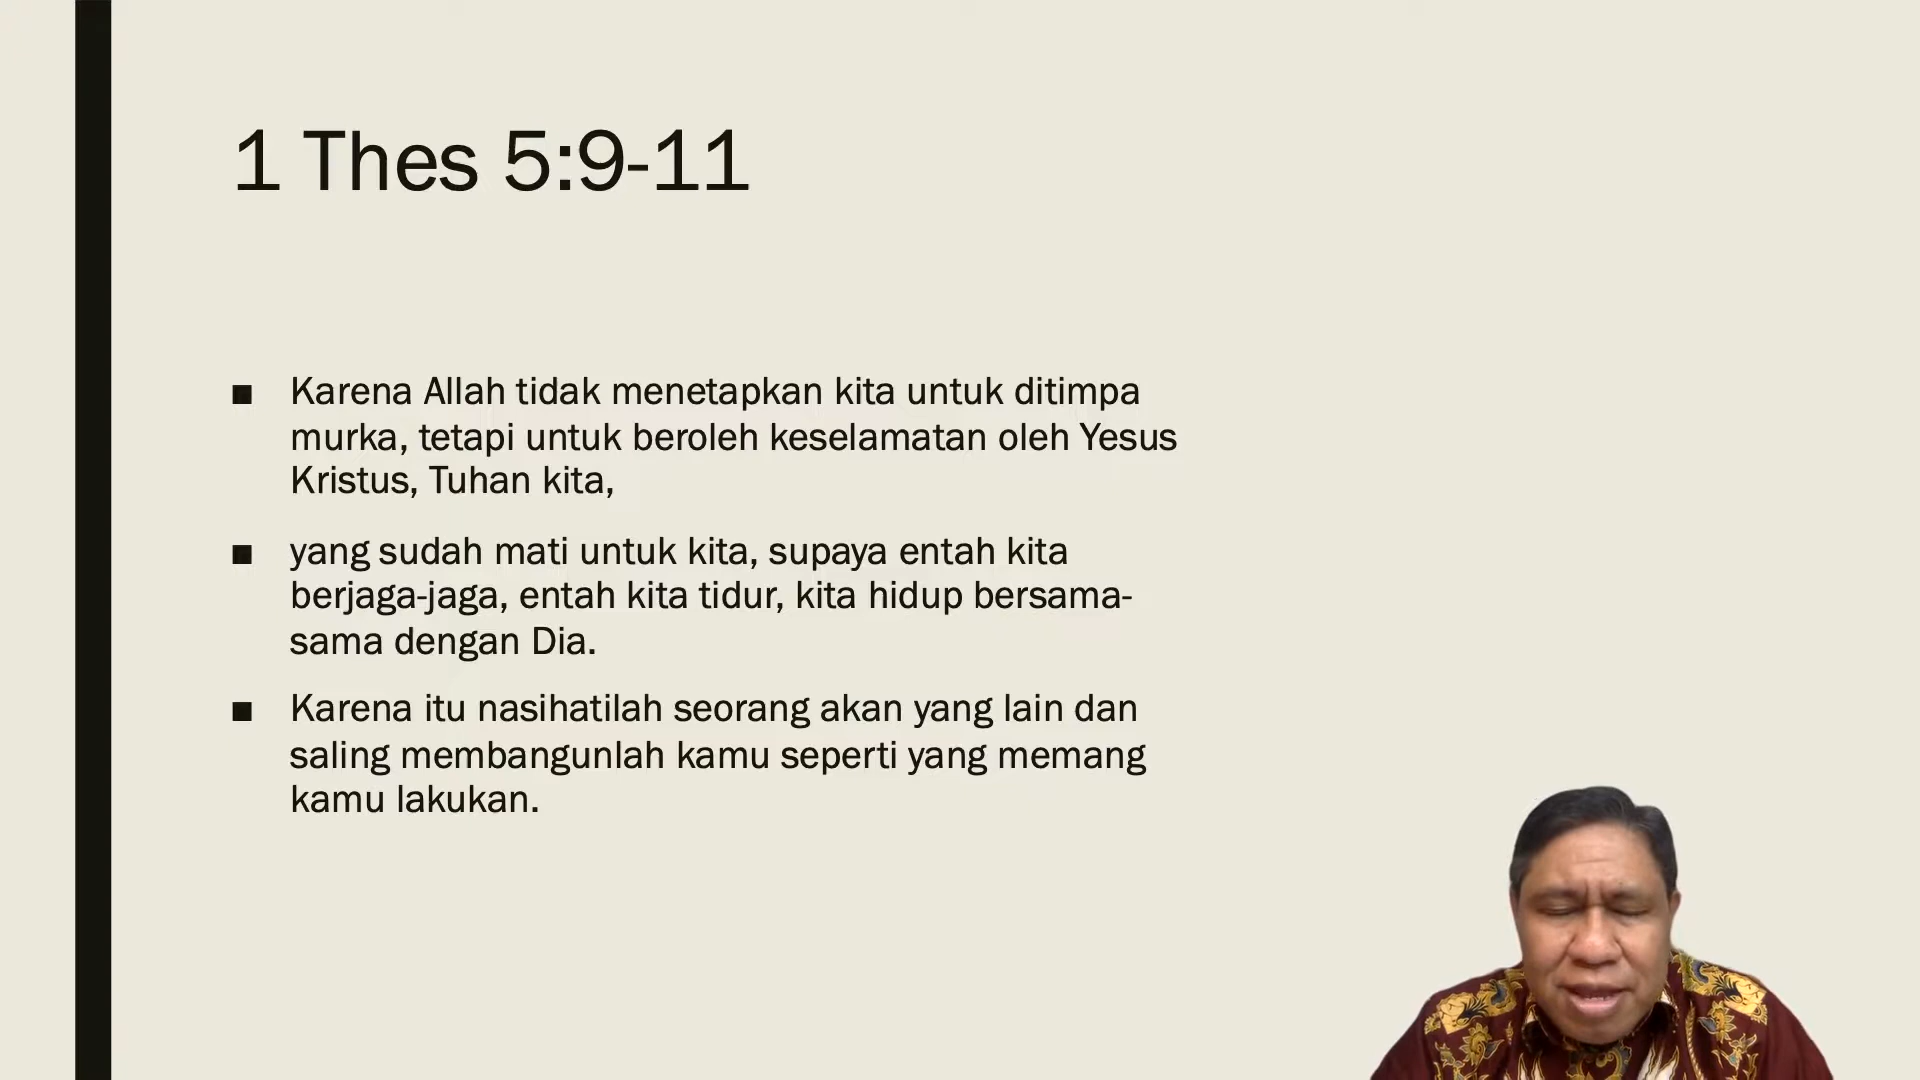 1 Thes 5:9-11
■ Karena Allah tidak menetapkan kita untuk ditimpa
murka, tetapi untuk beroleh keselamatan oleh Yesus
Kristus, Tuhan kita,
■ yang sudah mati untuk kita, supaya entah kita
berjaga-jaga, entah kita tidur, kita hidup bersama-
sama dengan Dia.
■ Karena itu nasihatilah seorang akan yang lain dan
saling membangunlah kamu seperti yang memang
kamu lakukan.